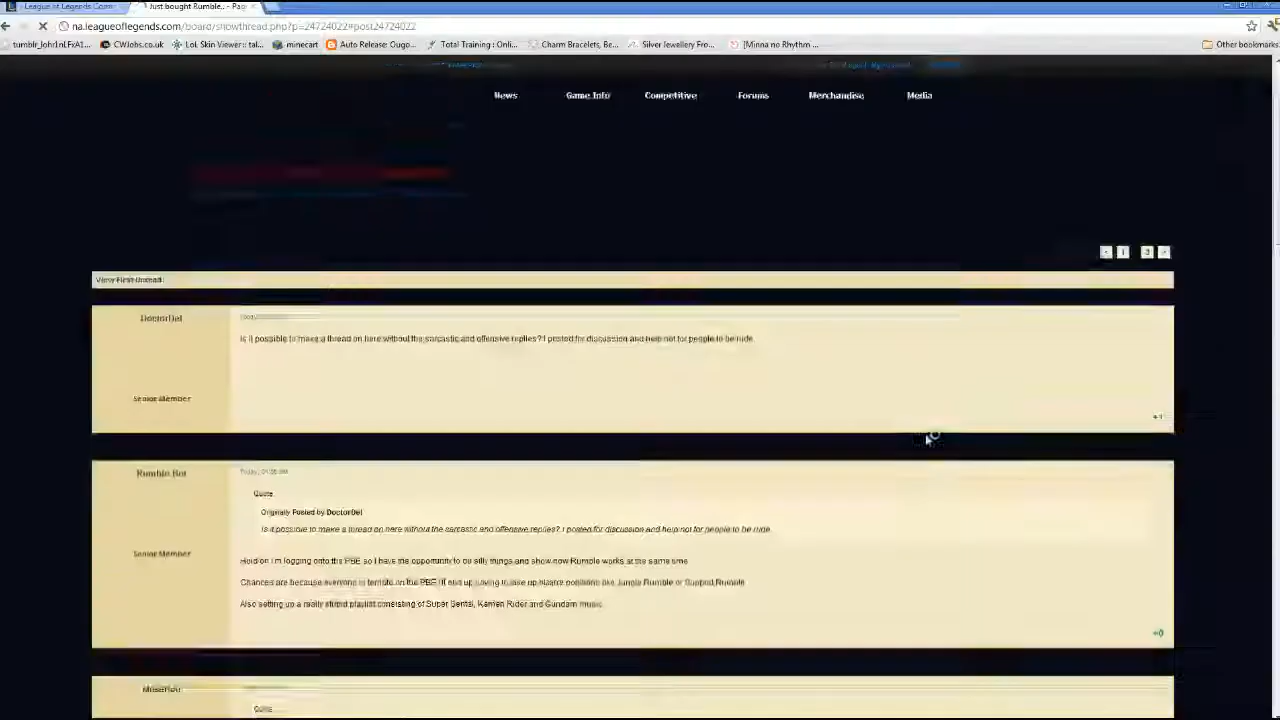 - League of Legends Comm
Just bought Rumble.. - Pag
na.leagueoflegends.com/board/showthread.php?p=24724022#post24724022
tumblr_lohr1nLFxA1... CWJobs.co.uk LoL Skin Viewer :: tal... minecart Auto Release: Ougo... Total Training : Onli... Charm Bracelets, Be... Silver Jewellery Fro... [Minna no Rhythm ... Other bookmarks
News Game Info Competitive Forums Merchandise Media
< 1 3 >
View First Unread
DoctorDel
Is it possible to make a thread on here without the sarcastic and offensive replies? I posted for discussion and help not for people to be rude.
Senior Member
+1
Rumble Bot
Today,
Quote:
Originally Posted by DoctorDel
Is it possible to make a thread on here without the sarcastic and offensive replies? I posted for discussion and help not for people to be rude.
Senior Member
Hold on I'm logging onto the PBE so I have the opportunity to do silly things and show how Rumble works at the same time
Chances are because everyone is terrible on the PBE I'll end up having to take up bizarre positions like Jungle Rumble or Support Rumble
Also setting up a really stupid playlist consisting of Super Sentai, Kamen Rider and Gundam music
+0
Quote: